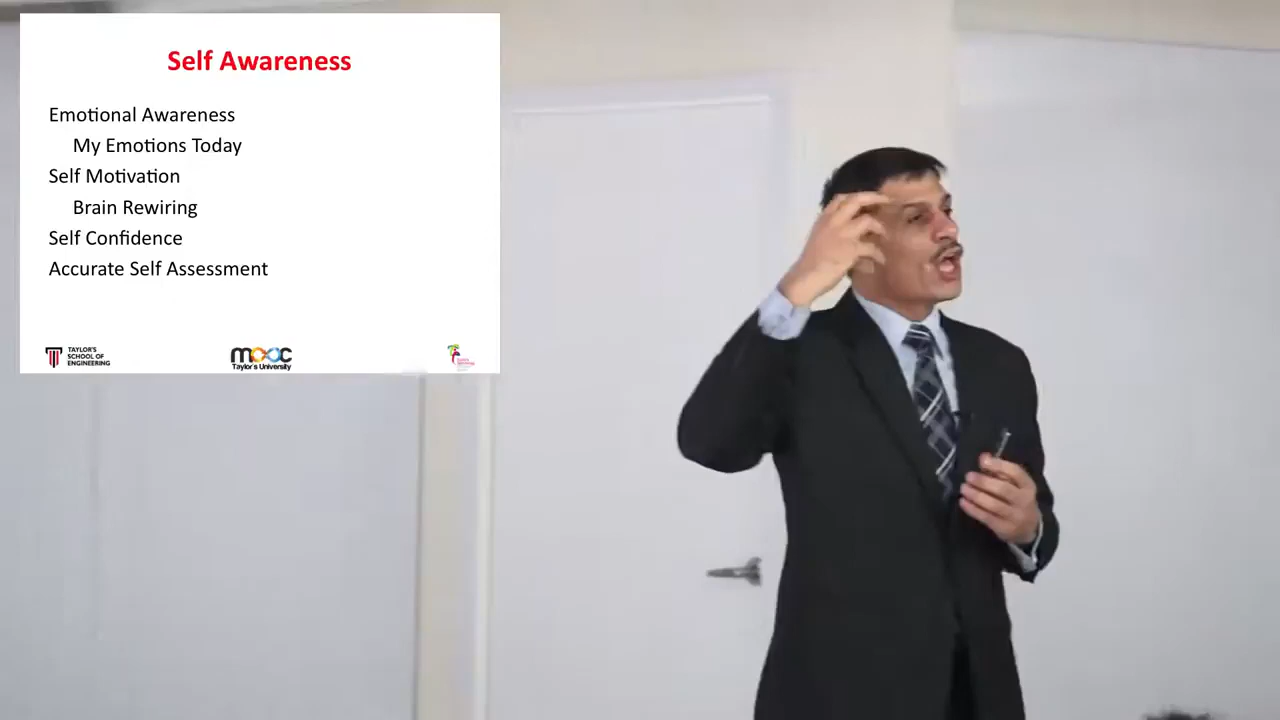 Self Awareness
Emotional Awareness
My Emotions Today
Self Motivation
Brain Rewiring
Self Confidence
Accurate Self Assessment
TAYLOR'S
SCHOOL OF
ENGINEERING
mooc
Taylor's University